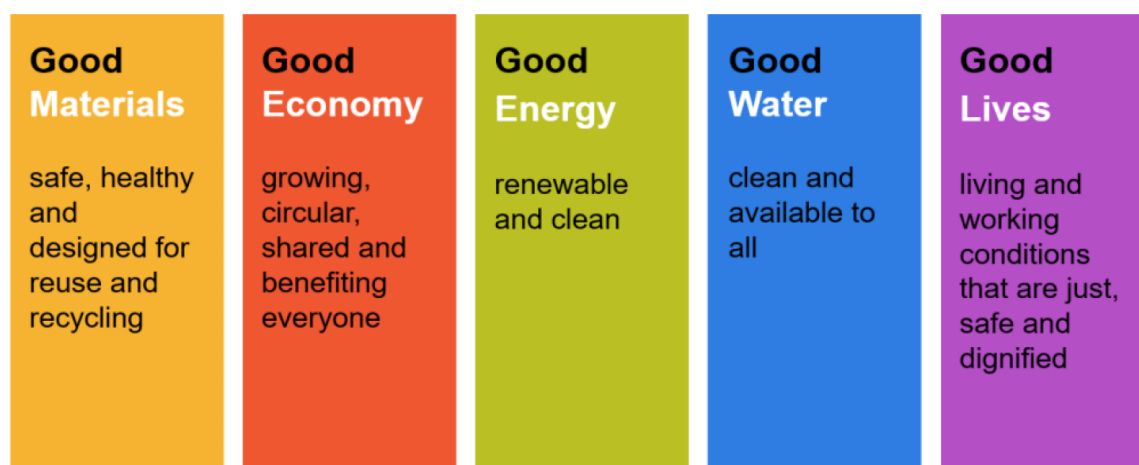 Good
Materials
safe, healthy
and
designed for
reuse and
recycling
Good
Economy
growing,
circular,
shared and
benefiting
everyone
Good
Energy
renewable
and clean
Good
Water
clean and
available to
all
Good
Lives
living and
working
conditions
that are just,
safe and
dignified